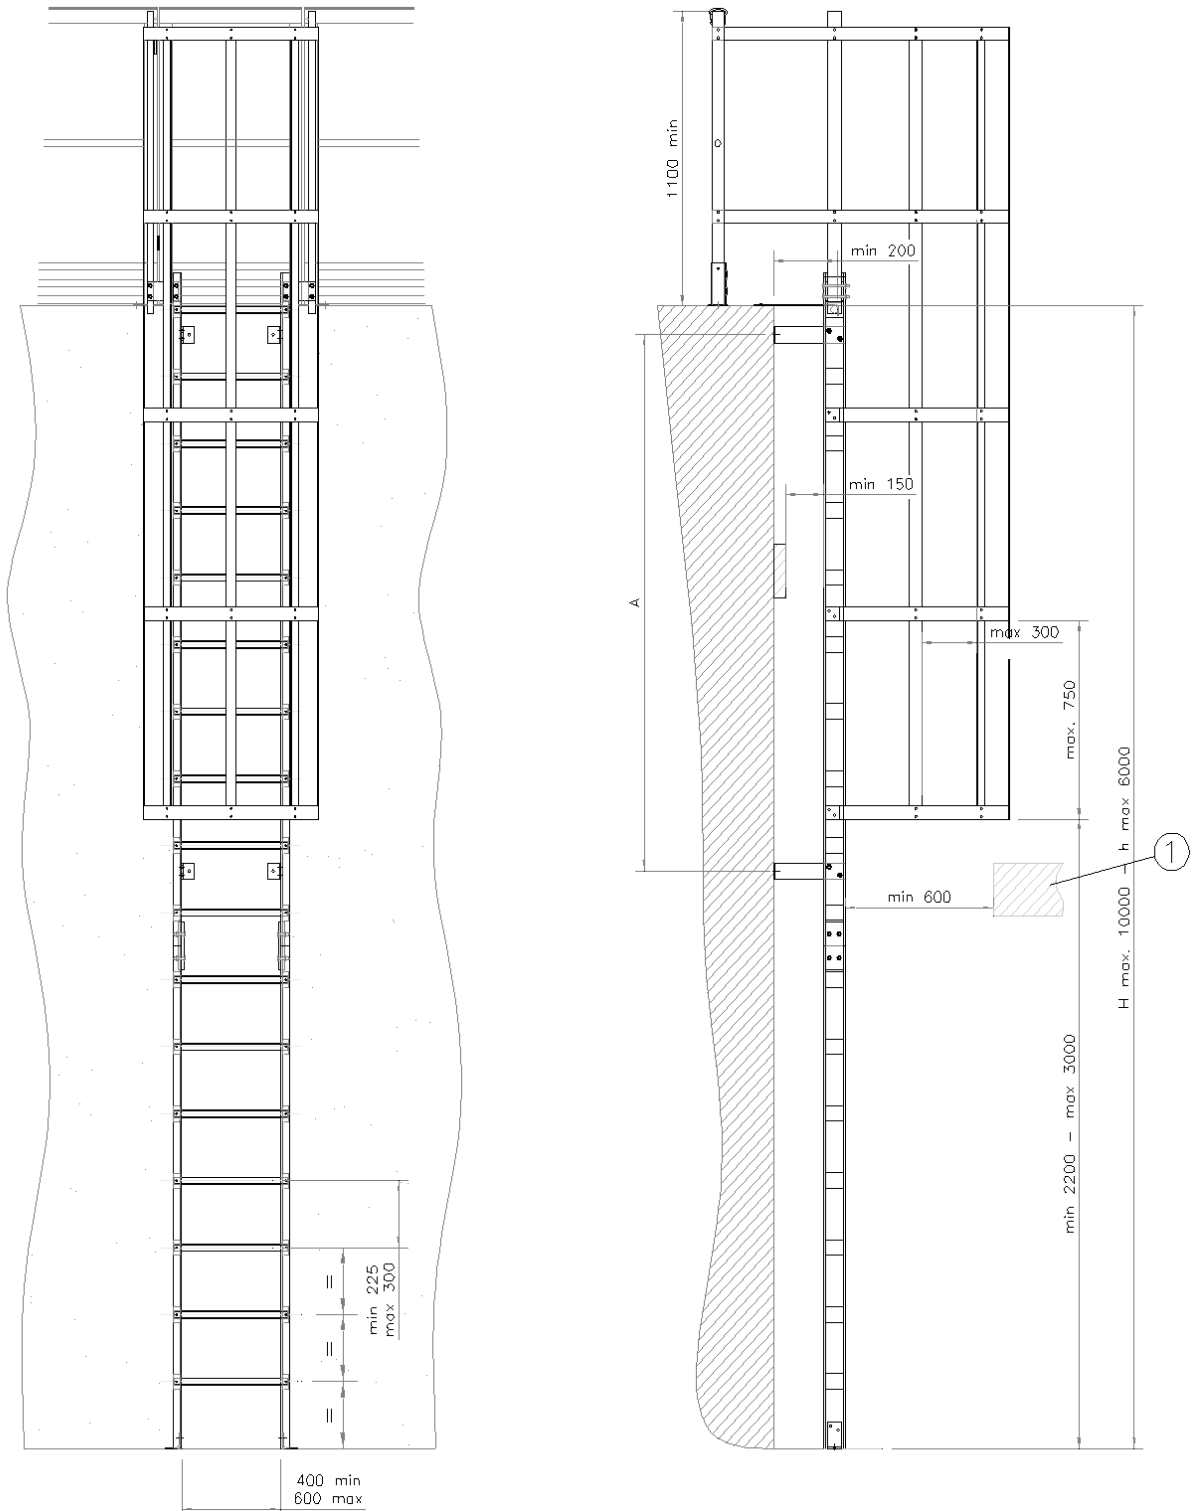 1100 min
min 200
min 150
A
max 300
max. 750
H max. 10000 - h max 6000
1
min 600
min 2200 - max 3000
=
min 225
max 300
=
=
400 min
600 max